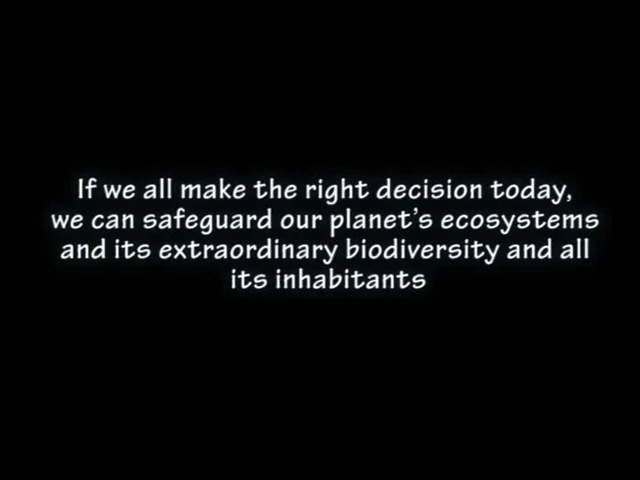 If we all make the right decision today,
we can safeguard our planet's ecosystems
and its extraordinary biodiversity and all
its inhabitants